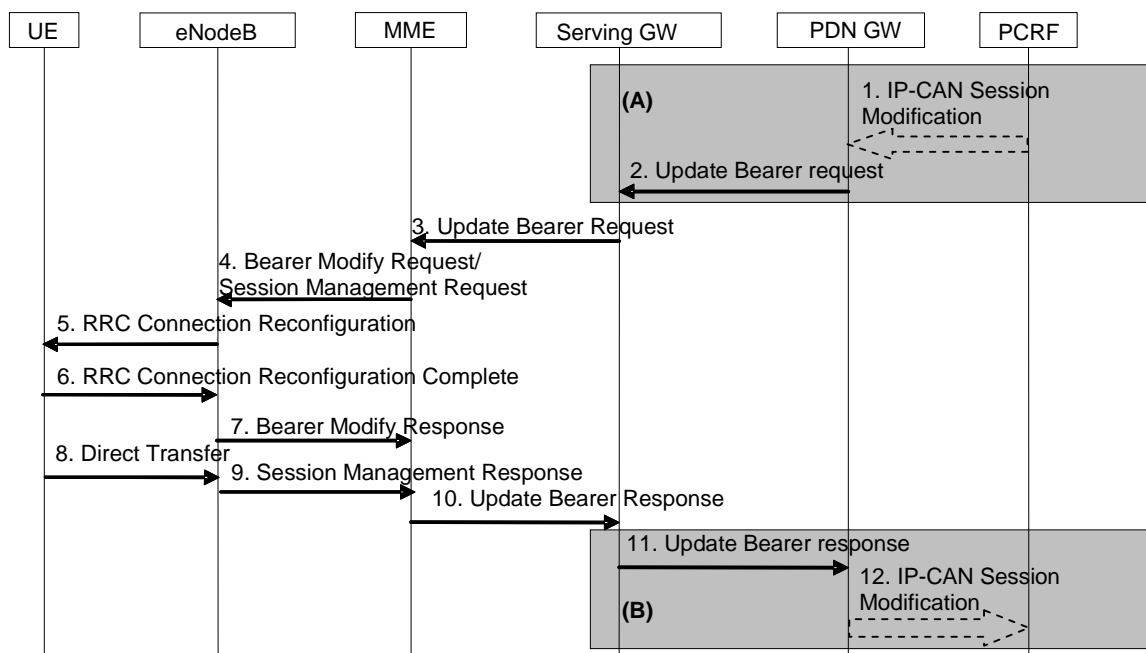 UE
eNodeB
MME
Serving GW
PDN GW
PCRF
(A)
1. IP-CAN Session
Modification
2. Update Bearer request
3. Update Bearer Request
4. Bearer Modify Request/
Session Management Request
5. RRC Connection Reconfiguration
6. RRC Connection Reconfiguration Complete
7. Bearer Modify Response
8. Direct Transfer
9. Session Management Response
10. Update Bearer Response
11. Update Bearer response
12. IP-CAN Session
Modification
(B)